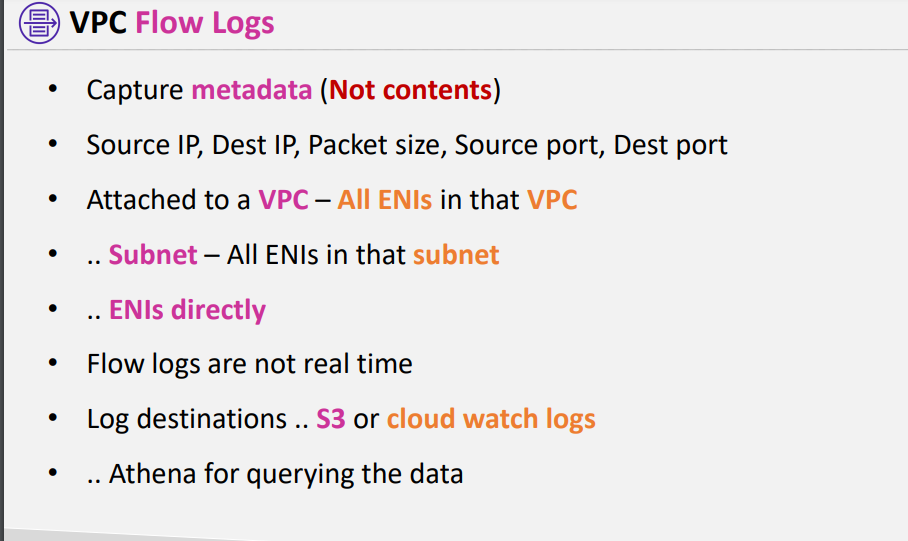 VPC Flow Logs
• Capture metadata (Not contents)
• Source IP, Dest IP, Packet size, Source port, Dest port
• Attached to a VPC – All ENIs in that VPC
• .. Subnet – All ENIs in that subnet
• .. ENIs directly
• Flow logs are not real time
• Log destinations .. S3 or cloud watch logs
• .. Athena for querying the data